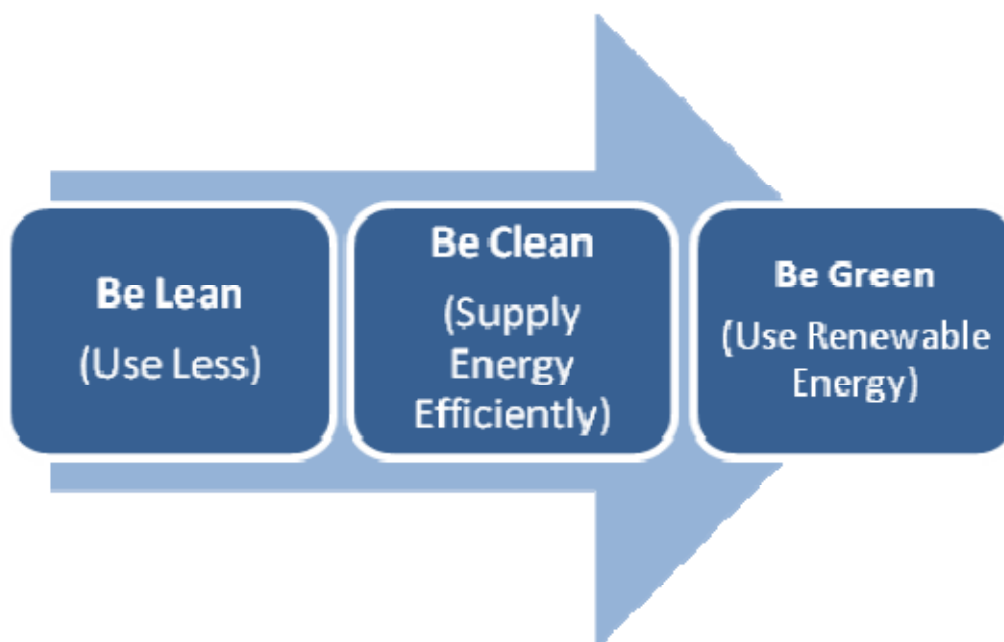 Be Lean
(Use Less)
Be Clean
(Supply
Energy
Efficiently)
Be Green
(Use Renewable
Energy)